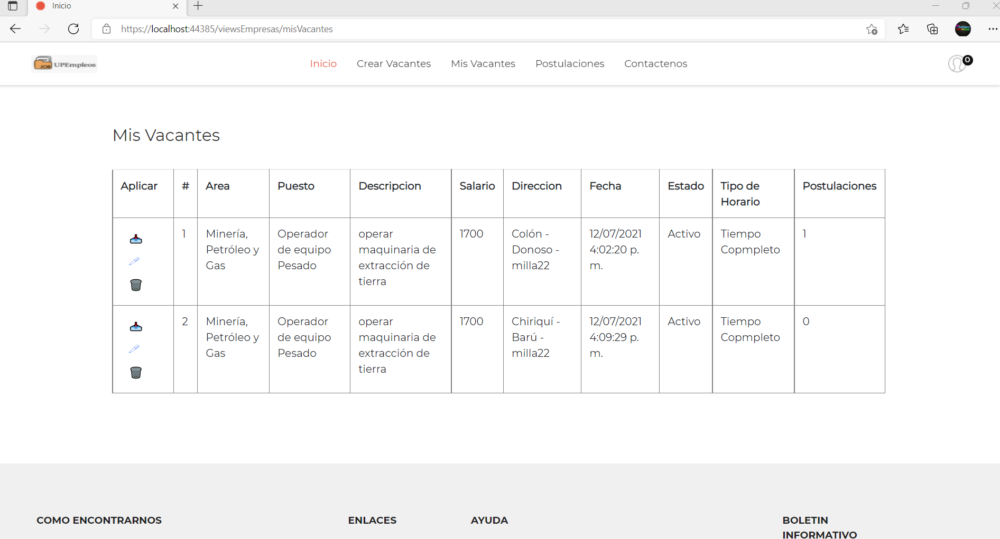 Inicio
https://localhost:44385/viewsEmpresas/misVacantes
JOB UPEmpleos
Inicio Crear Vacantes Mis Vacantes Postulaciones Contactenos
0
Mis Vacantes
Aplicar # Area Puesto Descripcion Salario Direccion Fecha Estado Tipo de Postulaciones
Horario
1 Minería, Operador operar 1700 Colón - 12/07/2021 Activo Tiempo 1
Petróleo y de equipo maquinaria de Donoso - 4:02:20 p. Copmpleto
Gas Pesado extracción de milla22 m.
tierra
2 Minería, Operador operar 1700 Chiriquí - 12/07/2021 Activo Tiempo 0
Petróleo y de equipo maquinaria de Barú - 4:09:29 p. Copmpleto
Gas Pesado extracción de milla22 m.
tierra
COMO ENCONTRARNOS ENLACES AYUDA BOLETIN
INFORMATIVO